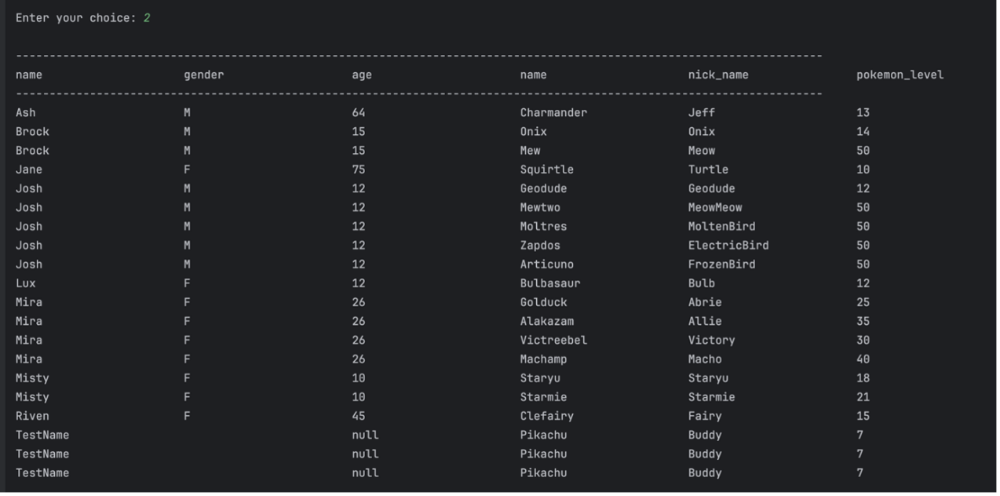 Enter your choice: 2
------------------------------------------------------------------------------------------------------------------------
name gender age name nick_name pokemon_level
------------------------------------------------------------------------------------------------------------------------
Ash M 64 Charmander Jeff 13
Brock M 15 Onix Onix 14
Brock M 15 Mew Meow 50
Jane F 75 Squirtle Turtle 10
Josh M 12 Geodude Geodude 12
Josh M 12 Mewtwo MeowMeow 50
Josh M 12 Moltres MoltenBird 50
Josh M 12 Zapdos ElectricBird 50
Josh M 12 Articuno FrozenBird 50
Lux F 12 Bulbasaur Bulb 12
Mira F 26 Golduck Abrie 25
Mira F 26 Alakazam Allie 35
Mira F 26 Victreebel Victory 30
Mira F 26 Machamp Macho 40
Misty F 10 Staryu Staryu 18
Misty F 10 Starmie Starmie 21
Riven F 45 Clefairy Fairy 15
TestName null Pikachu Buddy 7
TestName null Pikachu Buddy 7
TestName null Pikachu Buddy 7